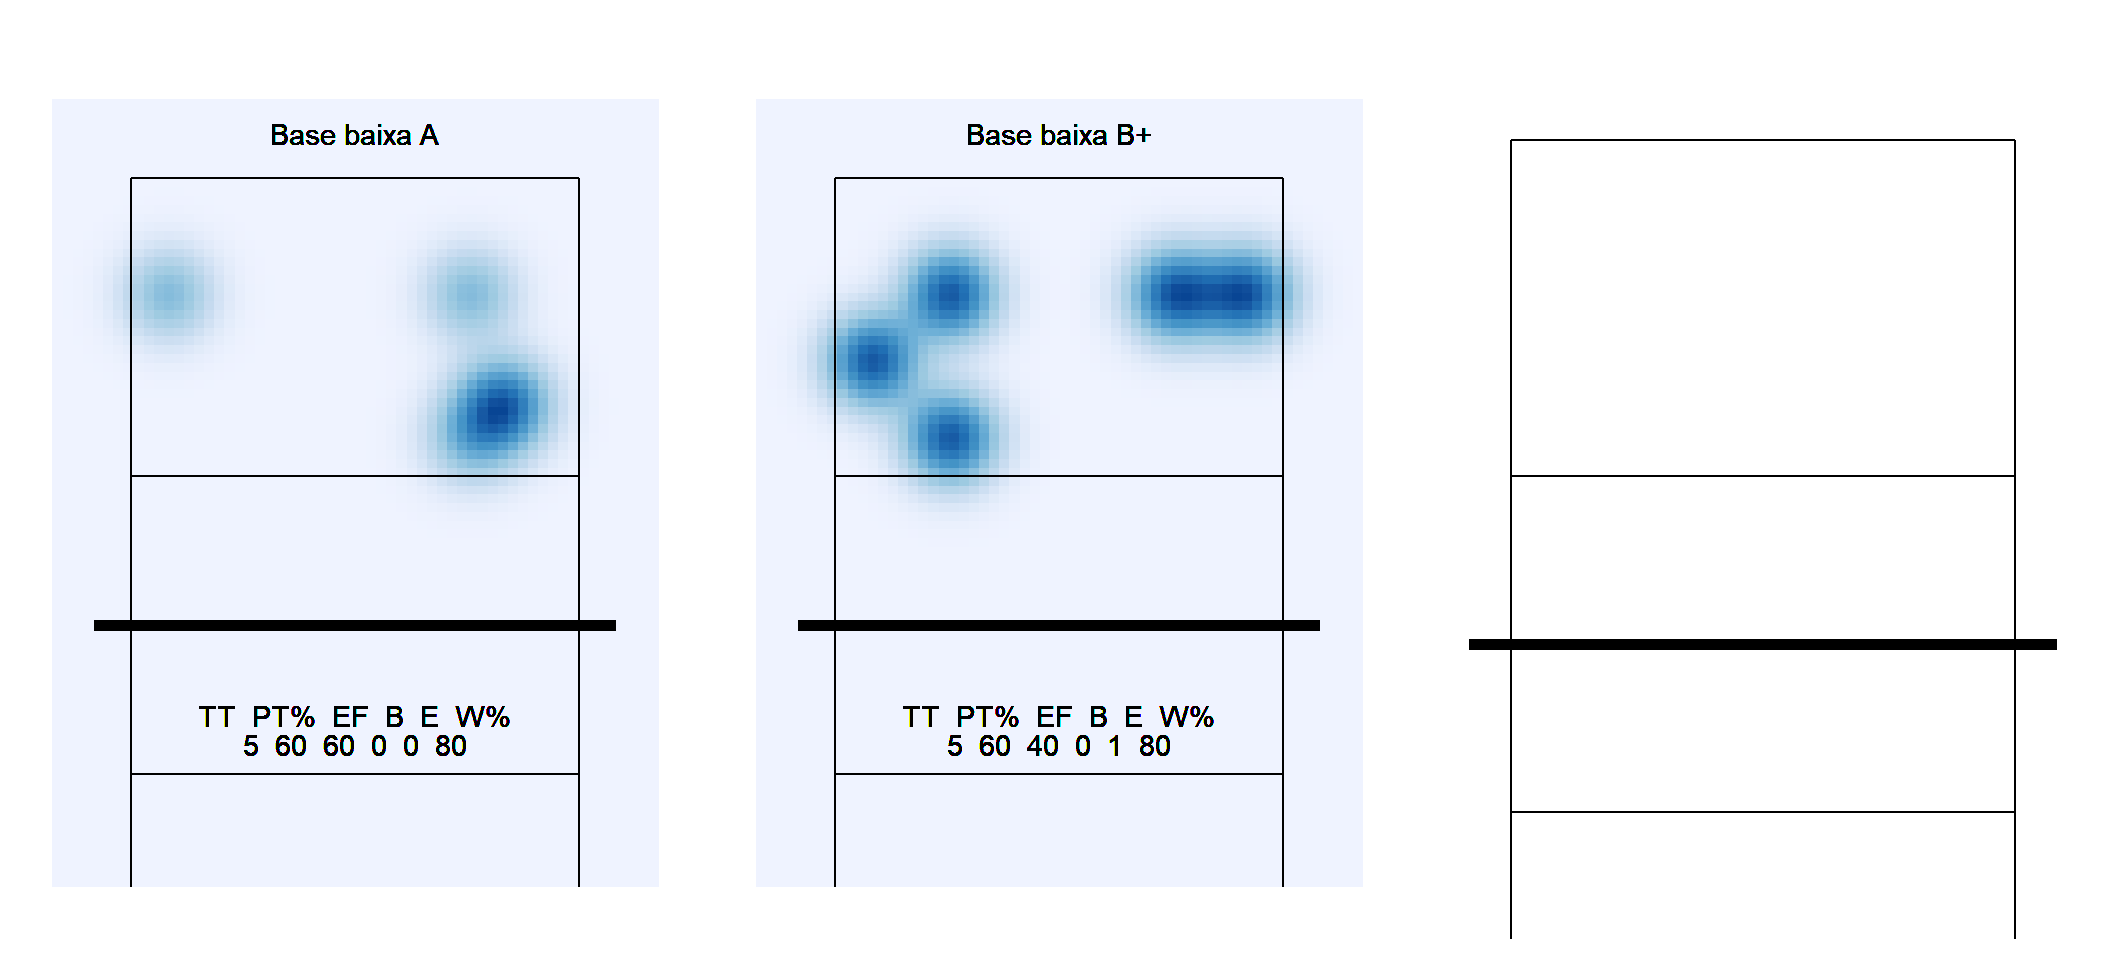 Base baixa A
TT PT% EF B E W%
5 60 60 0 0 80
Base baixa B+
TT PT% EF B E W%
5 60 40 0 1 80